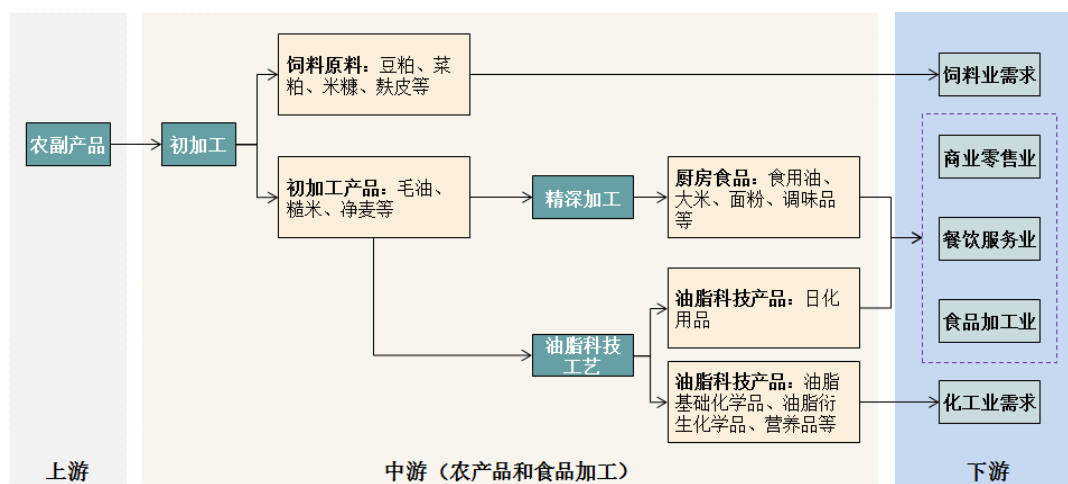 农副产品
初加工
饲料原料：豆粕、菜
粕、米糠、麸皮等
初加工产品：毛油、
糙米、净麦等
精深加工
油脂科技
工艺
厨房食品：食用油、
大米、面粉、调味品
等
油脂科技产品：日化
用品
油脂科技产品：油脂
基础化学品、油脂衍
生化学品、营养品等
饲料业需求
商业零售业
餐饮服务业
食品加工业
化工业需求
上游
中游（农产品和食品加工）
下游